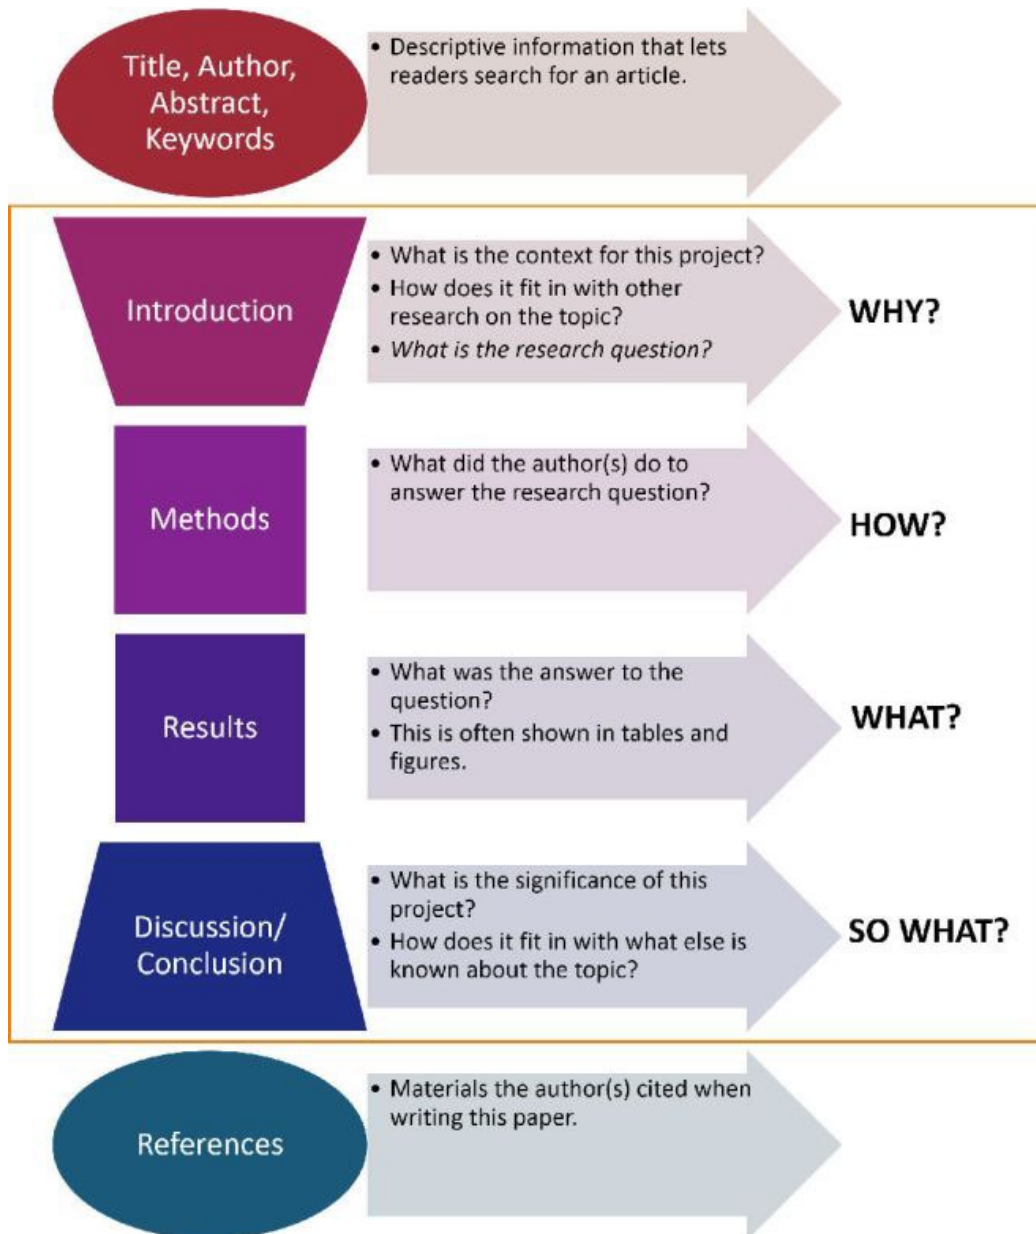 Title, Author,
Abstract,
Keywords
• Descriptive information that lets
readers search for an article.
Introduction
• What is the context for this project?
• How does it fit in with other
research on the topic?
• What is the research question?
WHY?
Methods
• What did the author(s) do to
answer the research question?
HOW?
Results
• What was the answer to the
question?
• This is often shown in tables and
figures.
WHAT?
Discussion/
Conclusion
• What is the significance of this
project?
• How does it fit in with what else is
known about the topic?
SO WHAT?
References
• Materials the author(s) cited when
writing this paper.